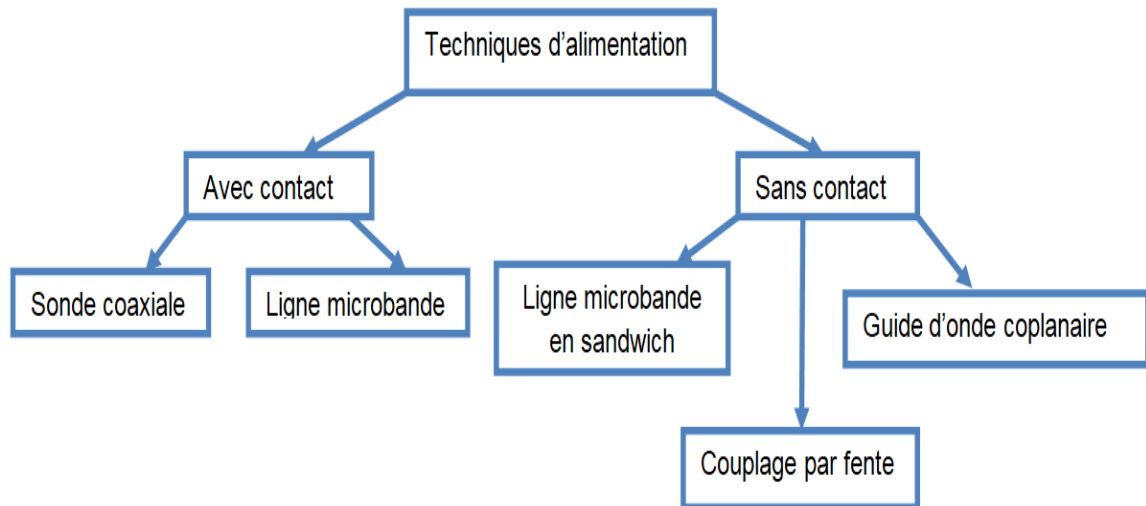 Techniques d’alimentation
Avec contact
Sans contact
Sonde coaxiale
Ligne microbande
Ligne microbande
en sandwich
Guide d’onde coplanaire
Couplage par fente